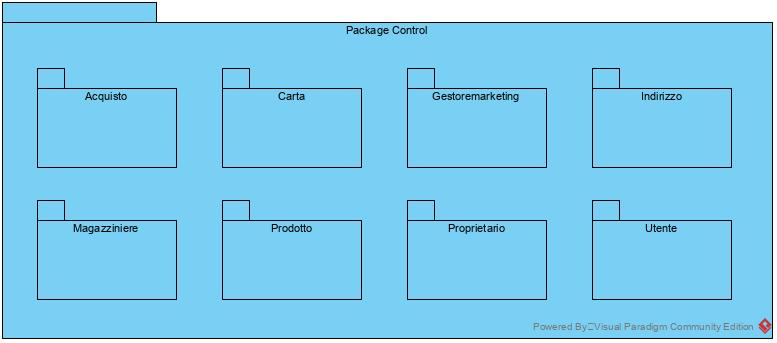 Package Control
Acquisto
Carta
Gestoremarketing
Indirizzo
Magazziniere
Prodotto
Proprietario
Utente
Powered By Visual Paradigm Community Edition